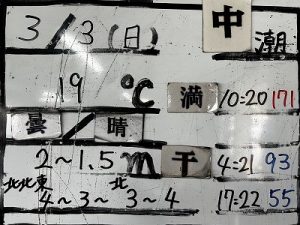 3/3(日) 中潮
19℃ 満 10:20 171
曇/晴
2~1.5m 干 4:21 93
北北東 北
4~3~3~4 17:22 55